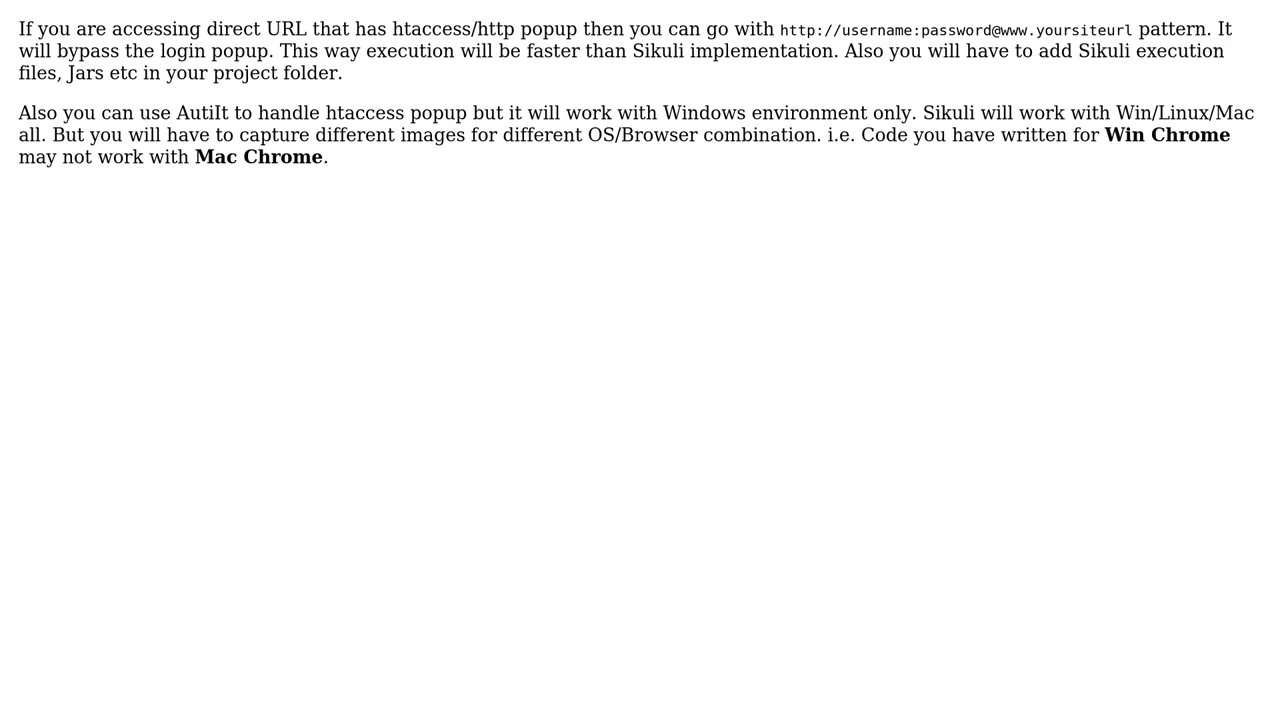 If you are accessing direct URL that has htaccess/http popup then you can go with http://username:password@www.yoursiteurl pattern. It
will bypass the login popup. This way execution will be faster than Sikuli implementation. Also you will have to add Sikuli execution
files, Jars etc in your project folder.
Also you can use AutiIt to handle htaccess popup but it will work with Windows environment only. Sikuli will work with Win/Linux/Mac
all. But you will have to capture different images for different OS/Browser combination. i.e. Code you have written for Win Chrome
may not work with Mac Chrome.